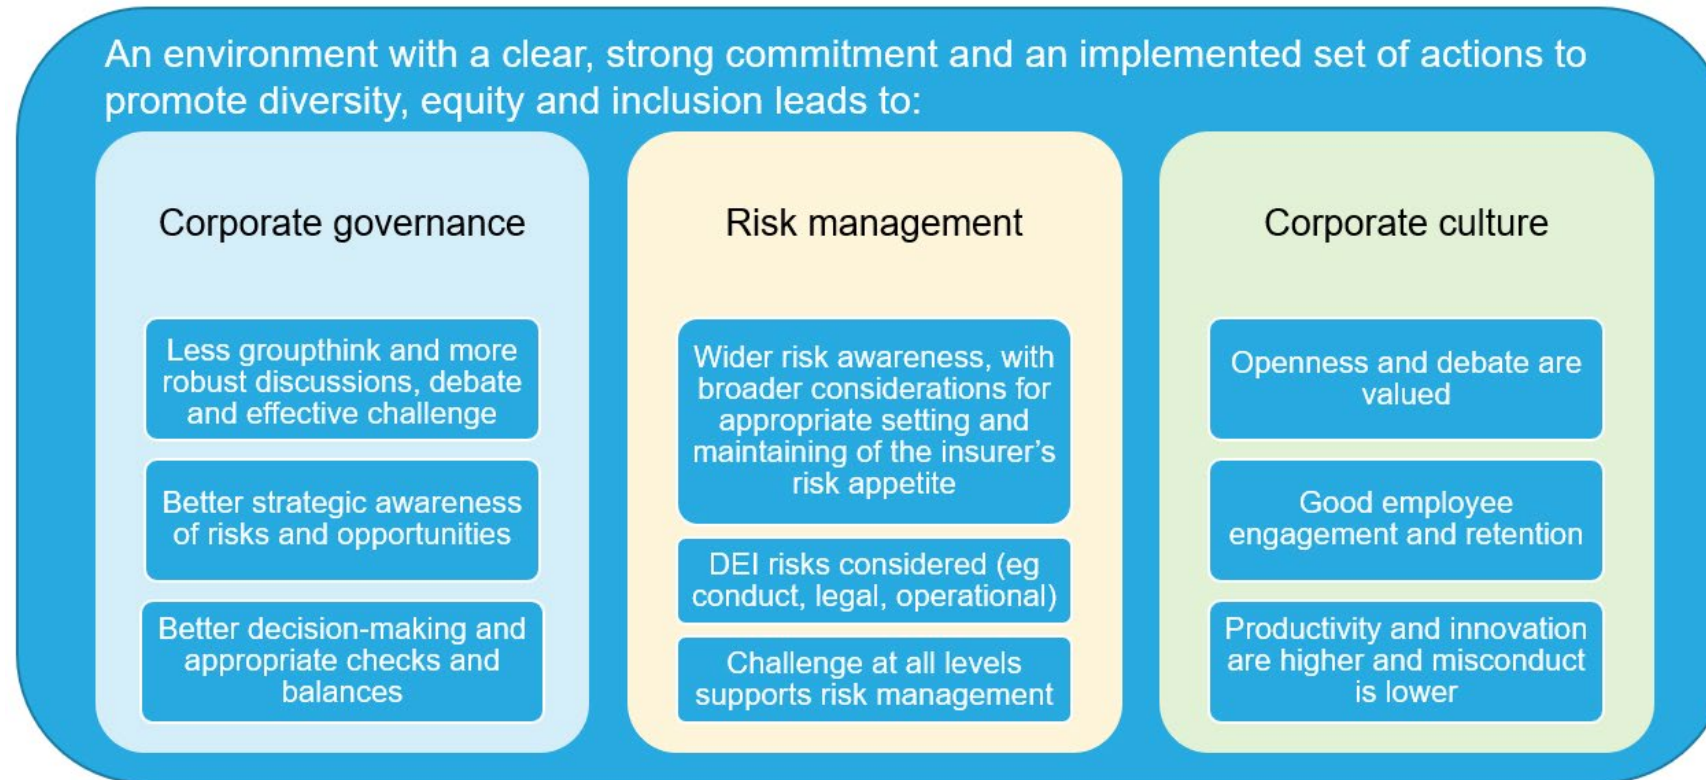 An environment with a clear, strong commitment and an implemented set of actions to
promote diversity, equity and inclusion leads to:
Corporate governance
Less groupthink and more
robust discussions, debate
and effective challenge
Better strategic awareness
of risks and opportunities
Better decision-making and
appropriate checks and
balances
Risk management
Wider risk awareness, with
broader considerations for
appropriate setting and
maintaining of the insurer’s
risk appetite
DEI risks considered (eg
conduct, legal, operational)
Challenge at all levels
supports risk management
Corporate culture
Openness and debate are
valued
Good employee
engagement and retention
Productivity and innovation
are higher and misconduct
is lower